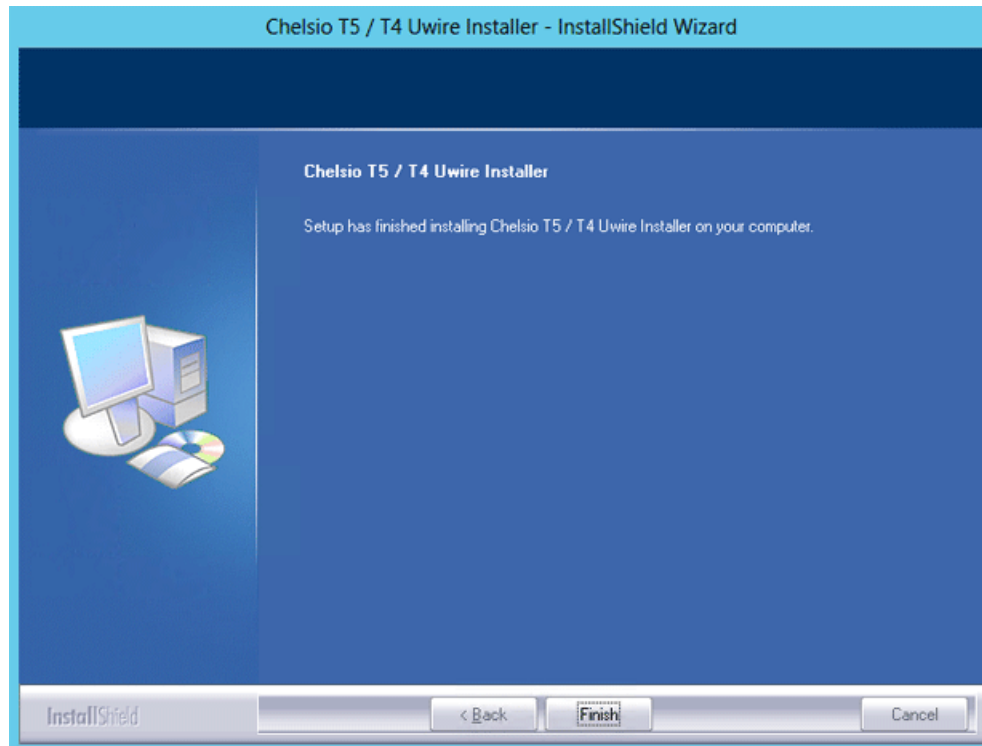 Chelsio T5 / T4 Uwire Installer - InstallShield Wizard
Chelsio T5 / T4 Uwire Installer
Setup has finished installing Chelsio T5 / T4 Uwire Installer on your computer.
InstallShield
< Back
Finish
Cancel